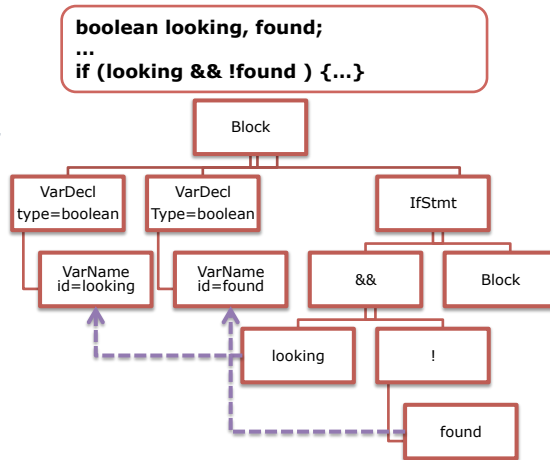 boolean looking, found;
...
if (looking && !found ) {...}
Block
VarDecl
type=boolean
VarDecl
Type=boolean
IfStmt
VarName
id=looking
VarName
id=found
&&
Block
looking
!
found